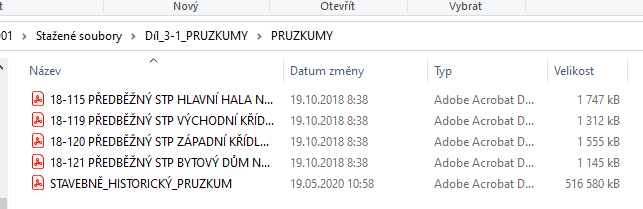 Nový Otevřít Vybrat
01 > Stažené soubory > Díl_3-1_PRUZKUMY > PRUZKUMY
Název Datum změny Typ Velikost
18-115 PŘEDBĚŽNÝ STP HLAVNÍ HALA N... 19.10.2018 8:38 Adobe Acrobat D... 1 747 kB
18-119 PŘEDBĚŽNÝ STP VÝCHODNÍ KŘÍD... 19.10.2018 8:38 Adobe Acrobat D... 1 312 kB
18-120 PŘEDBĚŽNÝ STP ZÁPADNÍ KŘÍDL... 19.10.2018 8:38 Adobe Acrobat D... 1 555 kB
18-121 PŘEDBĚŽNÝ STP BYTOVÝ DŮM N... 19.10.2018 8:38 Adobe Acrobat D... 1 145 kB
STAVEBNĚ_HISTORICKÝ_PRUZKUM 19.05.2020 10:58 Adobe Acrobat D... 516 580 kB